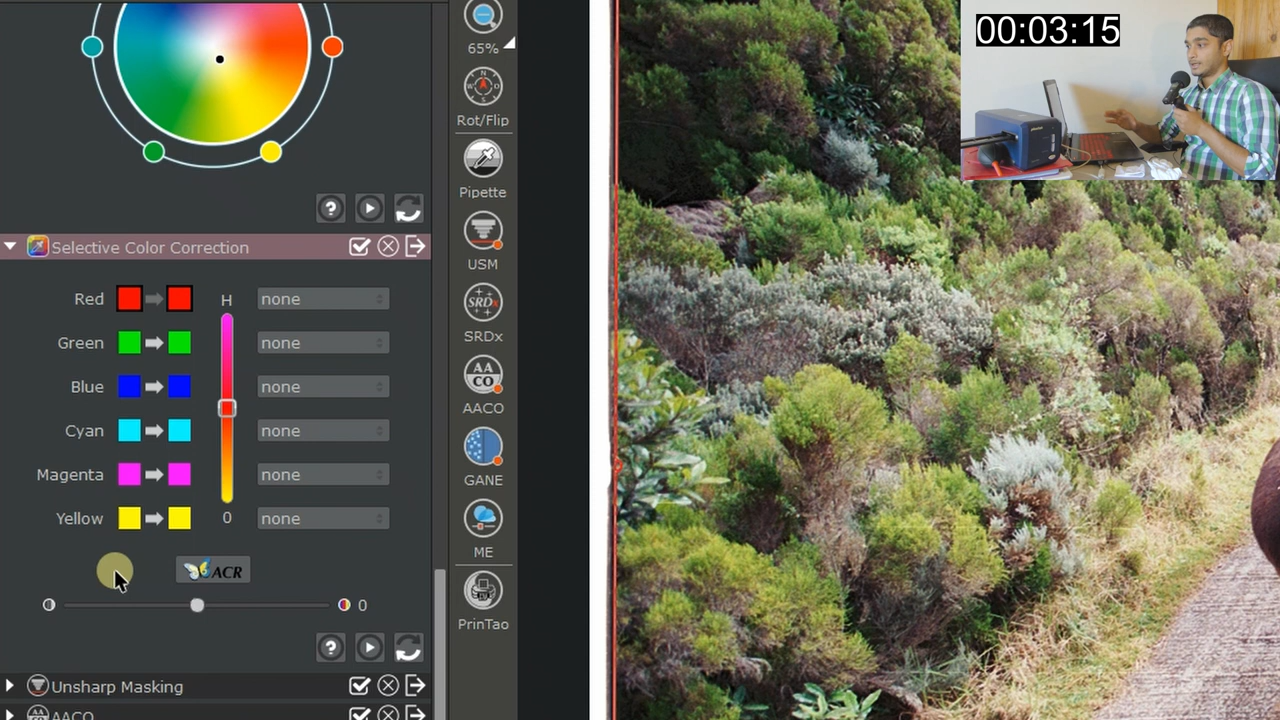 00:03:15
65%
Rot/Flip
Pipette
Selective Color Correction
USM
Red
H
none
SRDx
SRDx
Green
none
Blue
none
AA
CO
AACO
Cyan
none
Magenta
none
GANE
Yellow
0
none
ME
ACR
0
PrinTao
Unsharp Masking
AACO